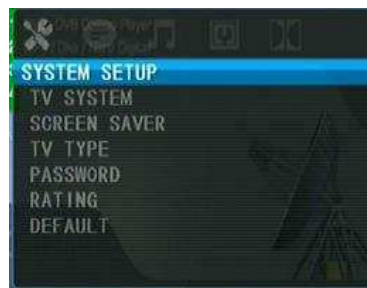 SYSTEM SETUP
TV SYSTEM
SCREEN SAVER
TV TYPE
PASSWORD
RATING
DEFAULT